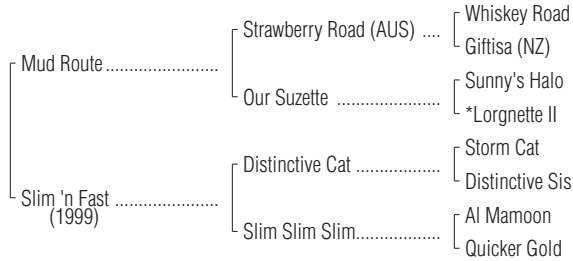 Whiskey Road
Strawberry Road (AUS) ....
Giftisa (NZ)
Mud Route .......................
Sunny's Halo
Our Suzette .....................
*Lorgnette II
Storm Cat
Distinctive Cat .................
Distinctive Sis
Slim 'n Fast .....................
(1999)
Al Mamoon
Slim Slim Slim.................
Quicker Gold